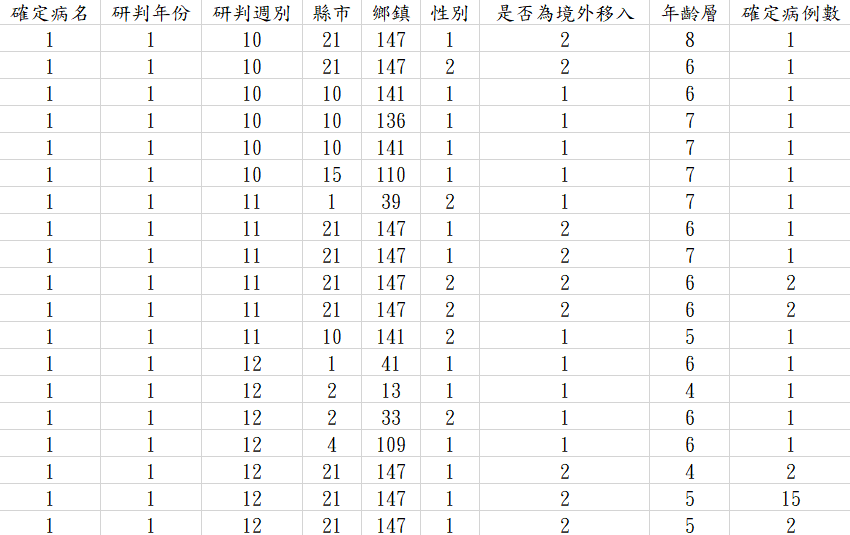 確定病名 研判年份 研判週別 縣市 鄉鎮 性別 是否為境外移入 年齡層 確定病例數
1 1 10 21 147 1 2 8 1
1 1 10 21 147 2 2 6 1
1 1 10 10 141 1 1 6 1
1 1 10 10 136 1 1 7 1
1 1 10 10 141 1 1 7 1
1 1 10 15 110 1 1 7 1
1 1 11 1 39 2 1 7 1
1 1 11 21 147 1 2 6 1
1 1 11 21 147 1 2 7 1
1 1 11 21 147 2 2 6 2
1 1 11 21 147 2 2 6 2
1 1 11 10 141 2 1 5 1
1 1 12 1 41 1 1 6 1
1 1 12 2 13 1 1 4 1
1 1 12 2 33 2 1 6 1
1 1 12 4 109 1 1 6 1
1 1 12 21 147 1 2 4 2
1 1 12 21 147 1 2 5 15
1 1 12 21 147 1 2 5 2